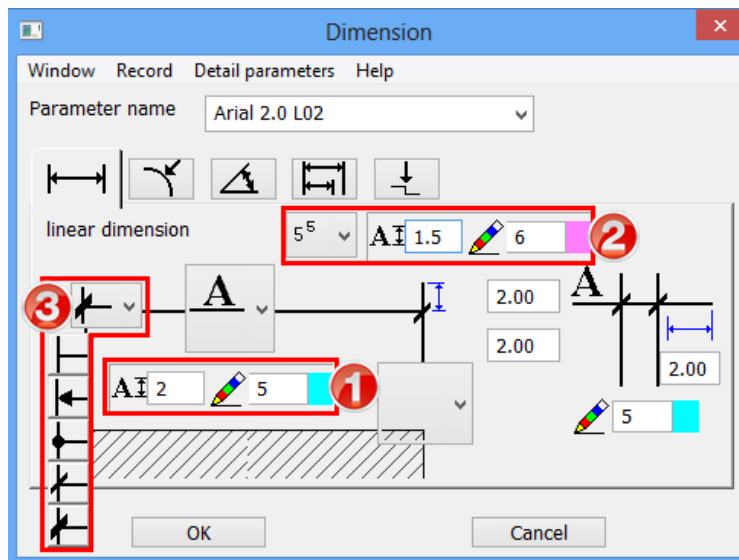 Dimension
Window Record Detail parameters Help
Parameter name Arial 2.0 L02
linear dimension 5⁵ A 1.5 6 2
3 A 2.00 A
2.00
2.00
A 2 5 1
5
OK Cancel